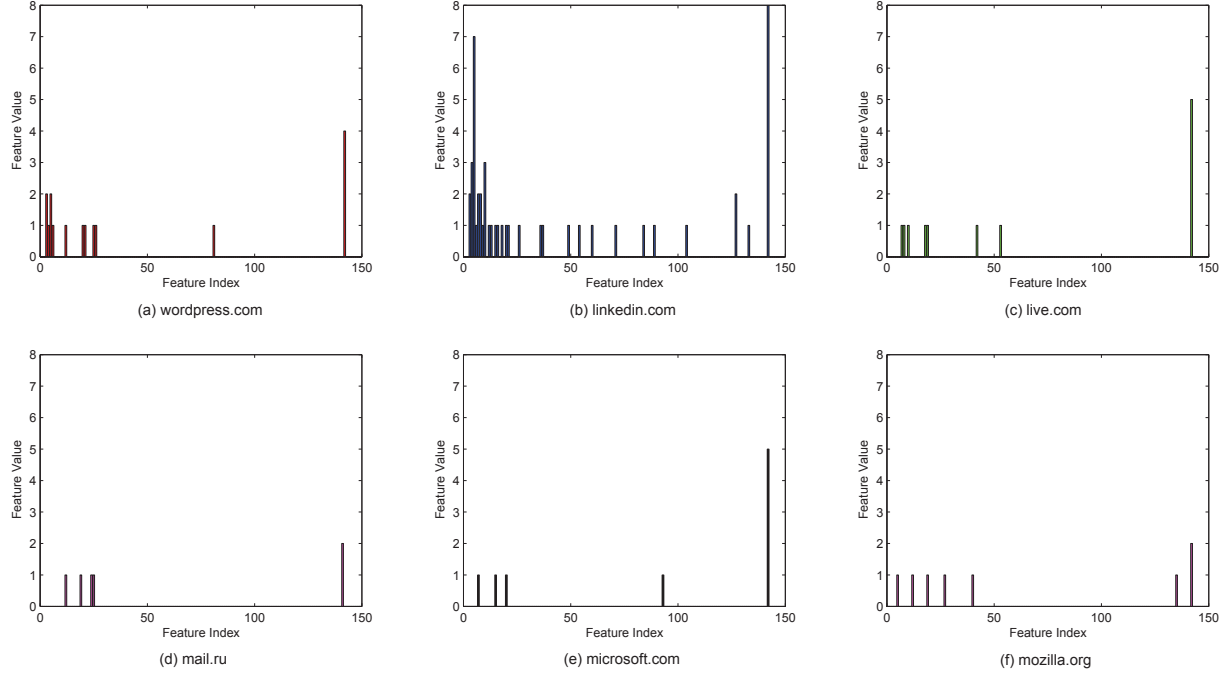 8
7
6
5
4
3
2
1
0
Feature Value
0 50 100 150
Feature Index
(a) wordpress.com
8
7
6
5
4
3
2
1
0
Feature Value
0 50 100 150
Feature Index
(b) linkedin.com
8
7
6
5
4
3
2
1
0
Feature Value
0 50 100 150
Feature Index
(c) live.com
8
7
6
5
4
3
2
1
0
Feature Value
0 50 100 150
Feature Index
(d) mail.ru
8
7
6
5
4
3
2
1
0
Feature Value
0 50 100 150
Feature Index
(e) microsoft.com
8
7
6
5
4
3
2
1
0
Feature Value
0 50 100 150
Feature Index
(f) mozilla.org